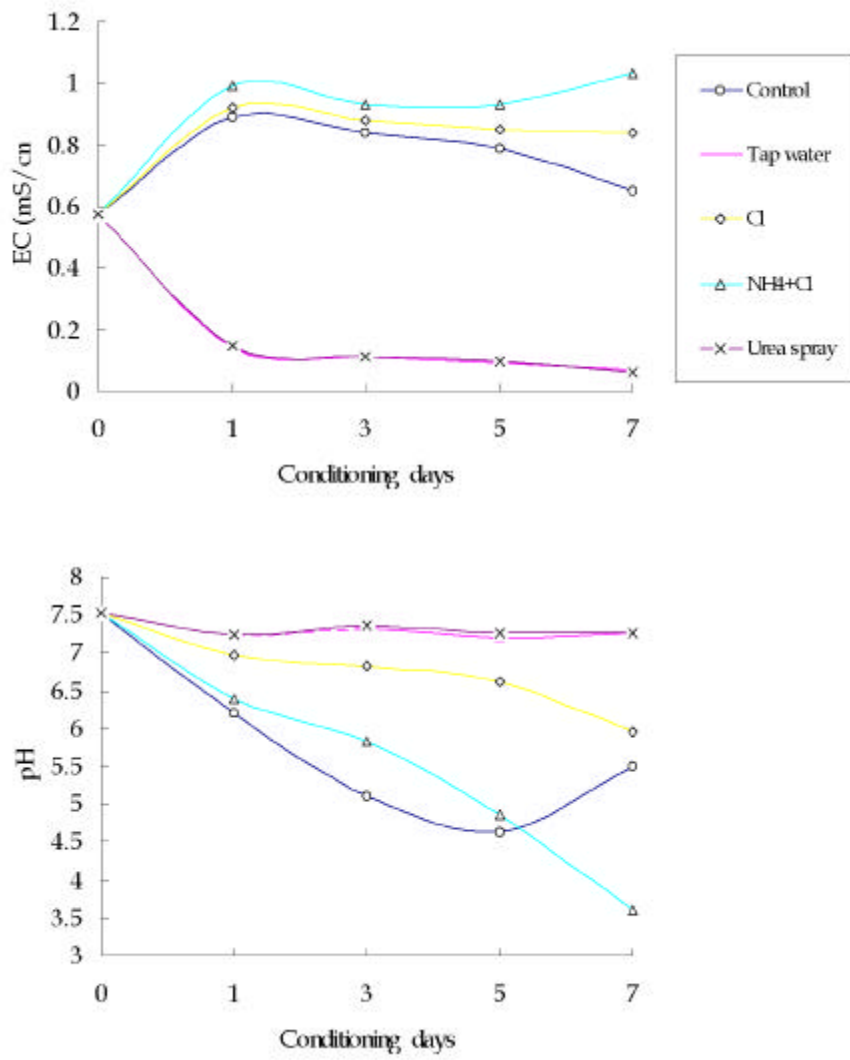 1.2
1
0.8
0.6
0.4
0.2
0
EC (mS/cn
0 1 3 5 7
Conditioning days
Control
Tap water
Cl
NH4+Cl
Urea spray
8
7.5
7
6.5
6
5.5
5
4.5
4
3.5
3
pH
0 1 3 5 7
Conditioning days